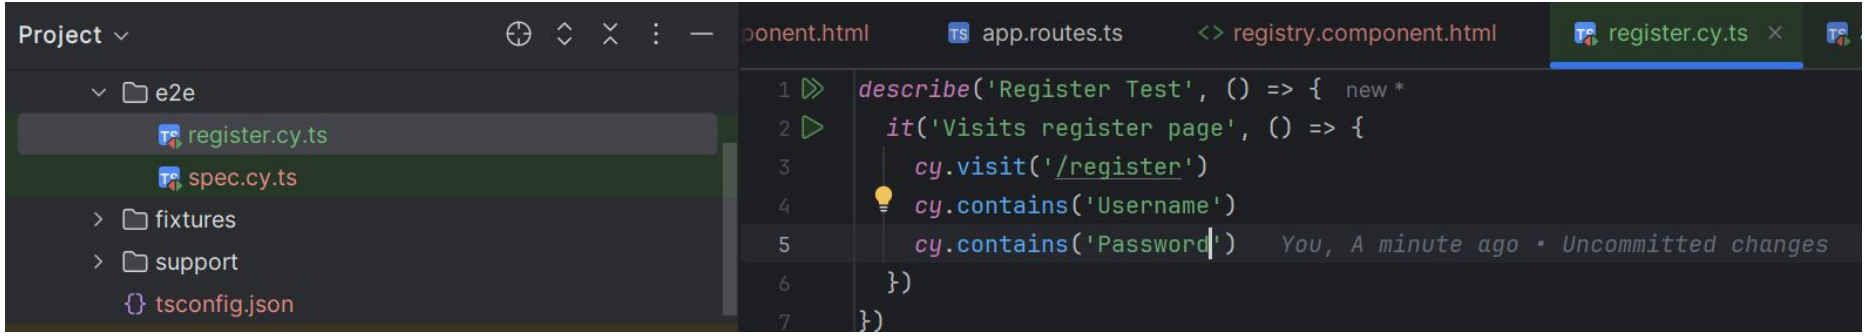 Project
e2e
register.cy.ts
spec.cy.ts
fixtures
support
{} tsconfig.json
ponent.html
TS app.routes.ts
<> registry.component.html
TS register.cy.ts ×
1 describe('Register Test', () => { new *
2 it('Visits register page', () => {
3 cy.visit('/register')
4 cy.contains('Username')
5 cy.contains('Password') You, A minute ago • Uncommitted changes
6 })
7 })